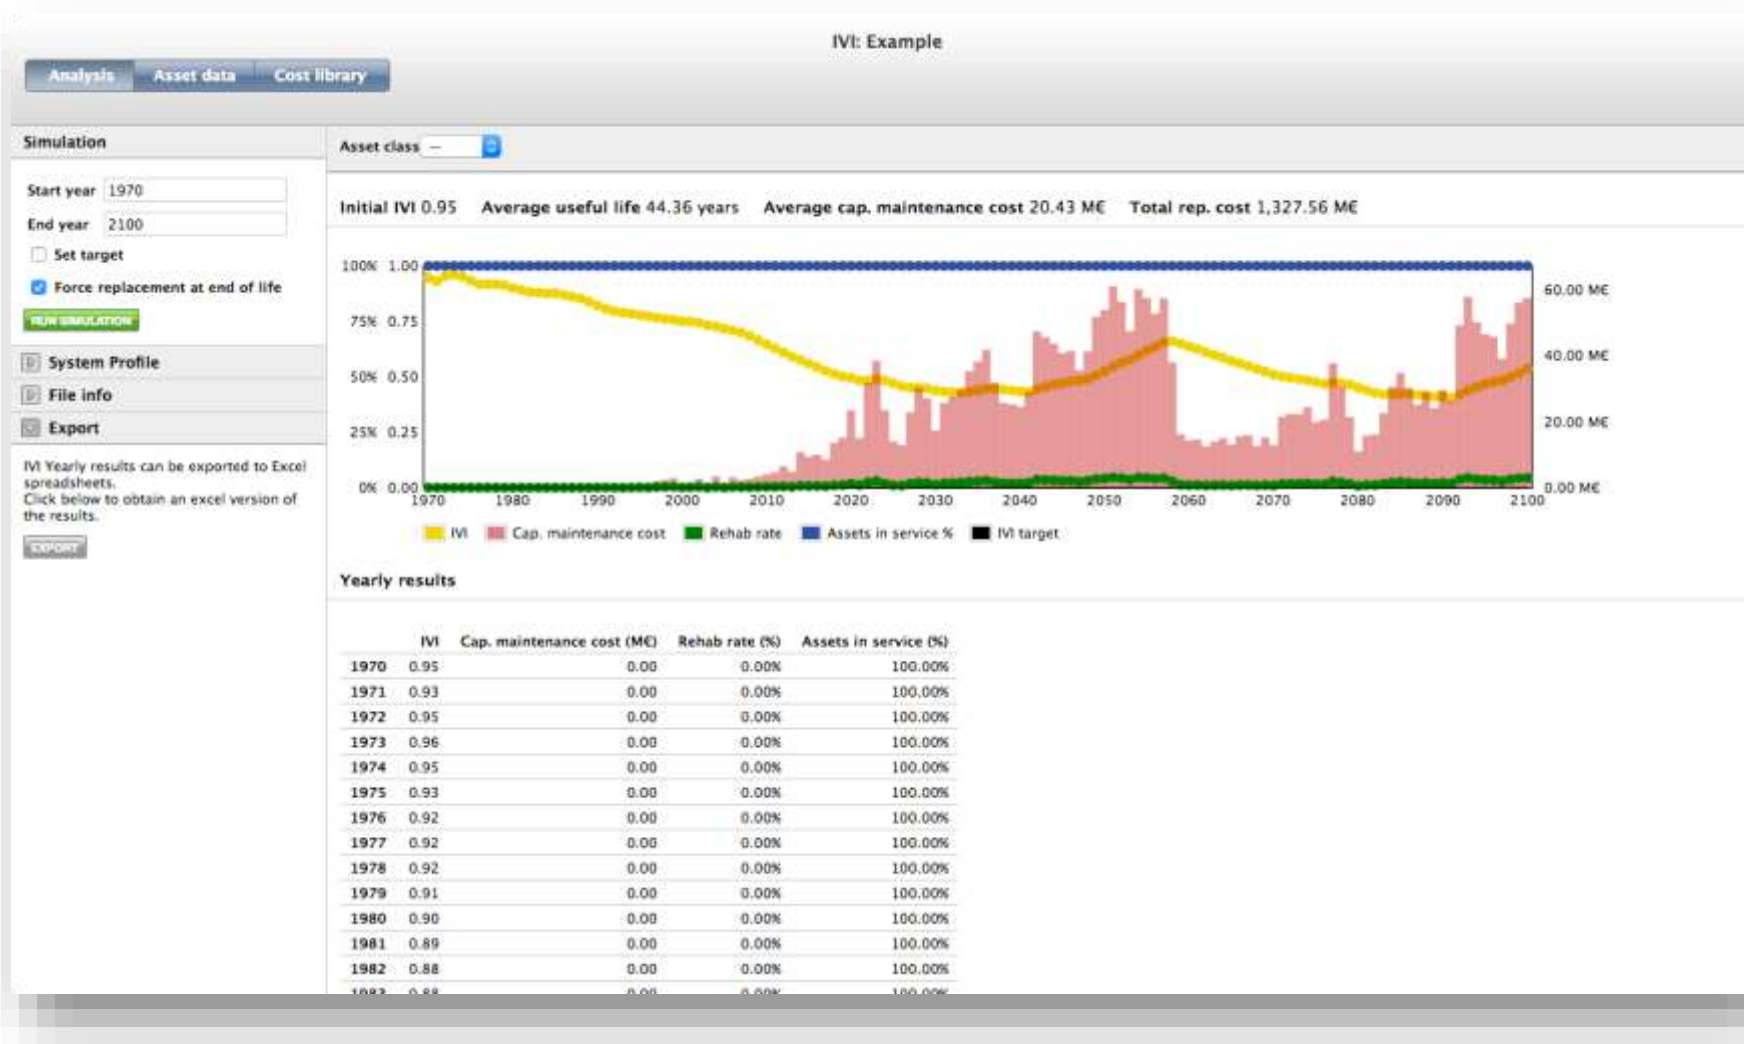 IVI: Example
Analysis Asset data Cost library
Simulation
Start year 1970
End year 2100
Set target
Force replacement at end of life
RUN SIMULATION
System Profile
File info
Export
IVI Yearly results can be exported to Excel
spreadsheets.
Click below to obtain an excel version of
the results.
EXPORT
Asset class --
Initial IVI 0.95 Average useful life 44.36 years Average cap. maintenance cost 20.43 M€ Total rep. cost 1,327.56 M€
100% 1.00
75% 0.75
50% 0.50
25% 0.25
0% 0.00
60.00 M€
40.00 M€
20.00 M€
0.00 M€
1970 1980 1990 2000 2010 2020 2030 2040 2050 2060 2070 2080 2090 2100
IVI Cap. maintenance cost Rehab rate Assets in service % IVI target
Yearly results
IVI Cap. maintenance cost (M€) Rehab rate (%) Assets in service (%)
1970 0.95 0.00 0.00% 100.00%
1971 0.93 0.00 0.00% 100.00%
1972 0.95 0.00 0.00% 100.00%
1973 0.96 0.00 0.00% 100.00%
1974 0.95 0.00 0.00% 100.00%
1975 0.93 0.00 0.00% 100.00%
1976 0.92 0.00 0.00% 100.00%
1977 0.92 0.00 0.00% 100.00%
1978 0.92 0.00 0.00% 100.00%
1979 0.91 0.00 0.00% 100.00%
1980 0.90 0.00 0.00% 100.00%
1981 0.89 0.00 0.00% 100.00%
1982 0.88 0.00 0.00% 100.00%